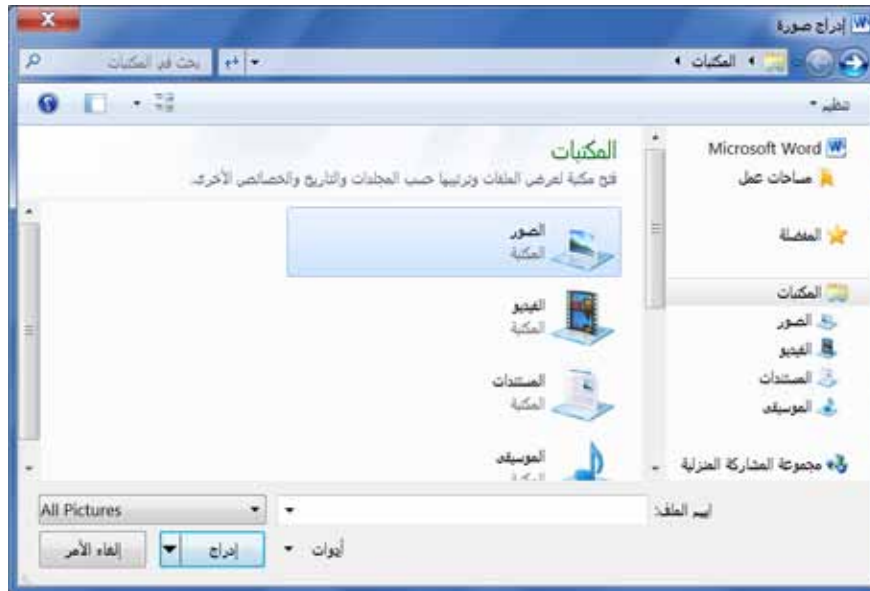 إدراج صورة
المكتبات
بحث في المكتبات
تنظيم
Microsoft Word
مساحات عمل
المفضلة
المكتبات
الصور
الفيديو
المستندات
الموسيقى
مجموعة المشاركة المنزلية
المكتبات
فتح مكتبة لعرض الملفات وترتيبها حسب المجلدات والتاريخ والخصائص الأخرى.
الصور
المكتبة
الفيديو
المكتبة
المستندات
المكتبة
الموسيقى
المكتبة
اسم الملف:
All Pictures
أدوات
إدراج
إلغاء الأمر